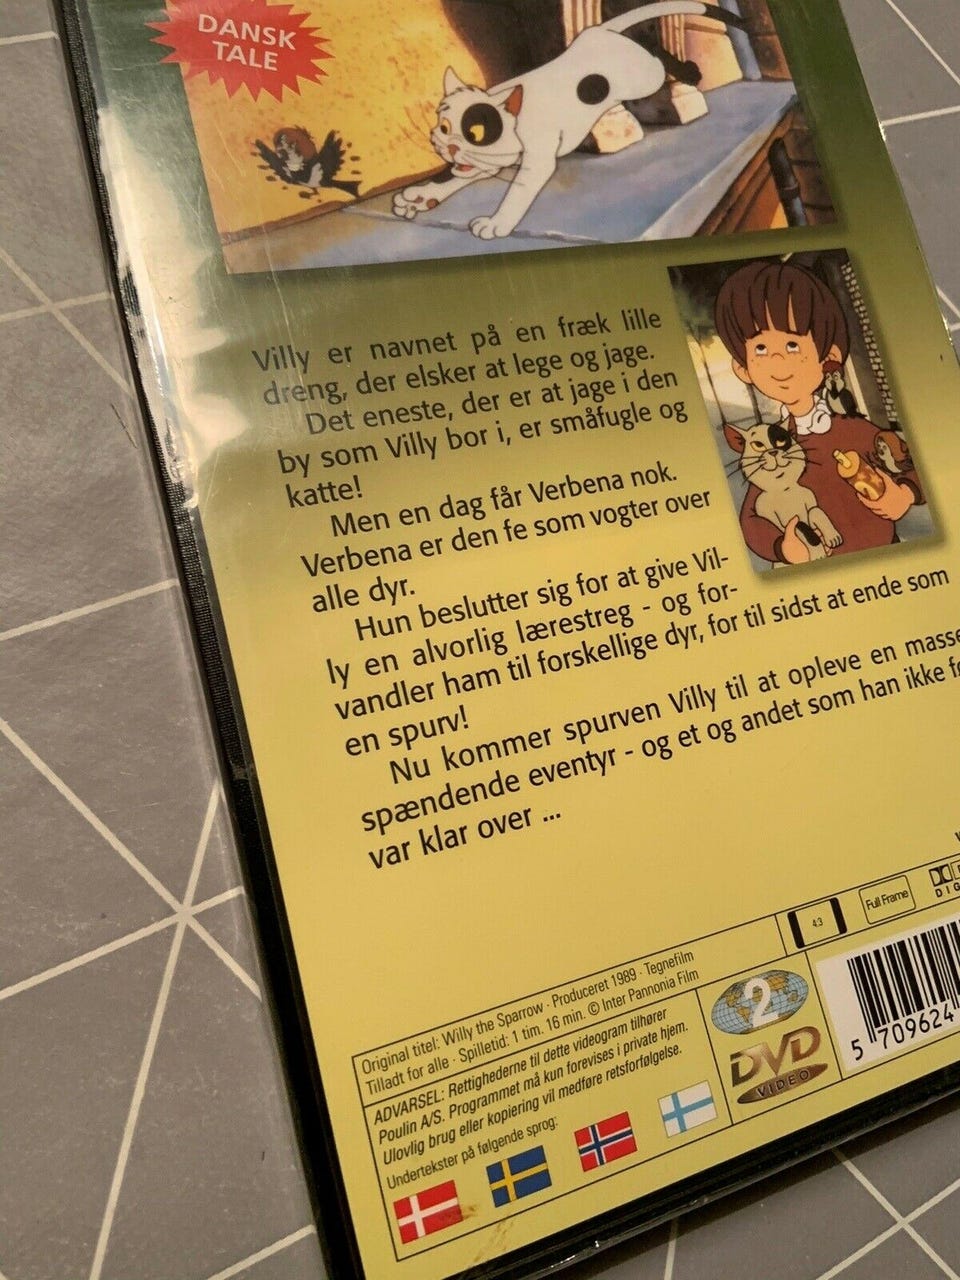 DANSK
TALE
Villy er navnet på en fræk lille
dreng, der elsker at lege og jage.
Det eneste, der er at jage i den
by som Villy bor i, er småfugle og
katte!
Men en dag får Verbena nok.
Verbena er den fe som vogter over
alle dyr.
Hun beslutter sig for at give Vil-
ly en alvorlig lærestreg - og for-
vandler ham til forskellige dyr, for til sidst at ende som
en spurv!
Nu kommer spurven Villy til at opleve en masse
spændende eventyr - og et og andet som han ikke
var klar over ...
4:3
Full Frame
Original titel: Willy the Sparrow · Produceret 1989 · Tegnefilm
Tilladt for alle · Spilletid: 1 tim. 16 min. © Inter Pannonia Film
ADVARSEL: Rettighederne til dette videogram tilhører
Poulin A/S. Programmet må kun forevises i private hjem.
Ulovlig brug eller kopiering vil medføre retsforfølgelse.
Undertekster på følgende sprog:
2
DVD
VIDEO
5 709624